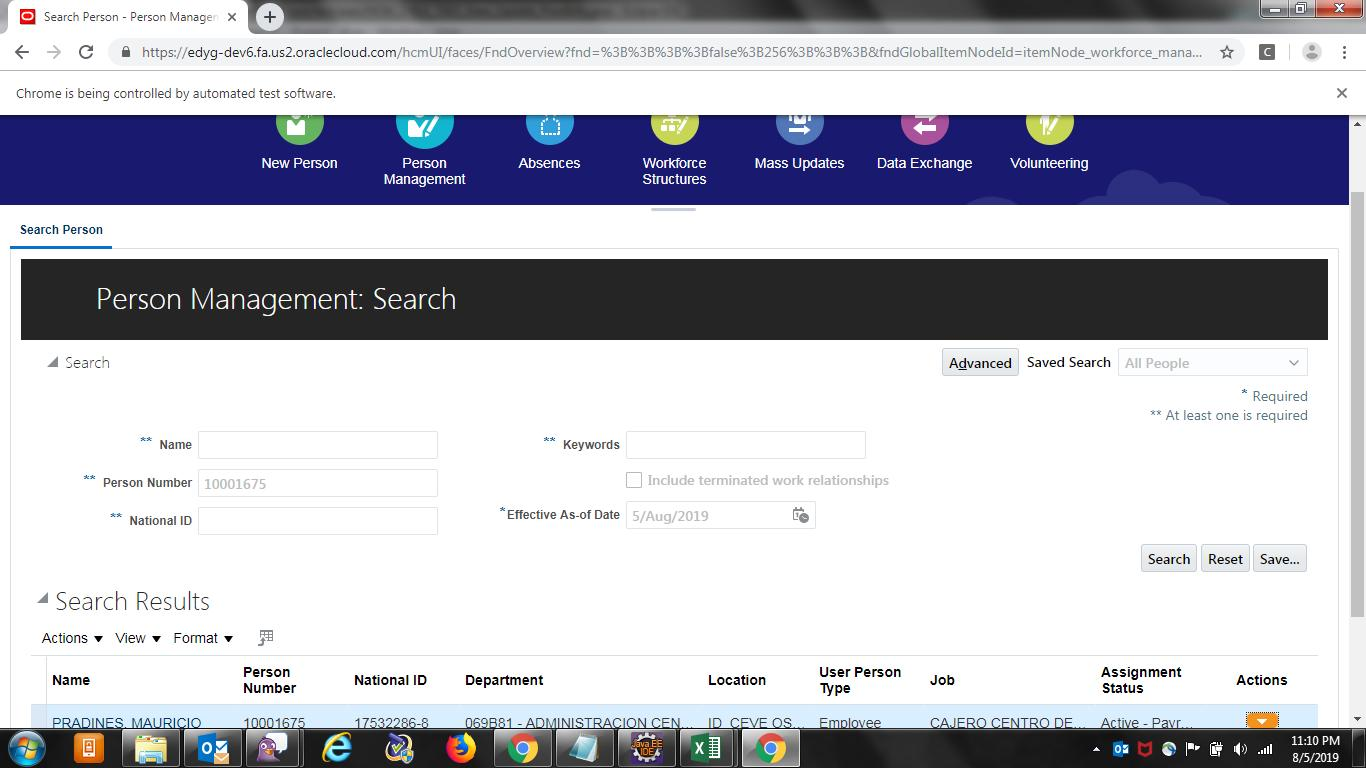 Search Person - Person Managen
https://edyg-dev6.fa.us2.oraclecloud.com/hcmUI/faces/FndOverview?fnd=%3B%3B%3B%3Bfalse%3B256%3B%3B%3B&fndGlobalItemNodeId=itemNode_workforce_mana...
C
Chrome is being controlled by automated test software.
New Person
Person Management
Absences
Workforce Structures
Mass Updates
Data Exchange
Volunteering
Search Person
Person Management: Search
Search
Advanced Saved Search All People
* Required
** At least one is required
** Name
** Keywords
** Person Number 10001675
Include terminated work relationships
** National ID
*Effective As-of Date 5/Aug/2019
Search Reset Save...
Search Results
Actions View Format
Name Person Number National ID Department Location User Person Type Job Assignment Status Actions
PRADINES, MAURICIO 10001675 17532286-8 069B81 - ADMINISTRACION CEN... ID_CEVE OS... Employee CAJERO CENTRO DE... Active - Payr...
Java EE IDE
11:10 PM
8/5/2019